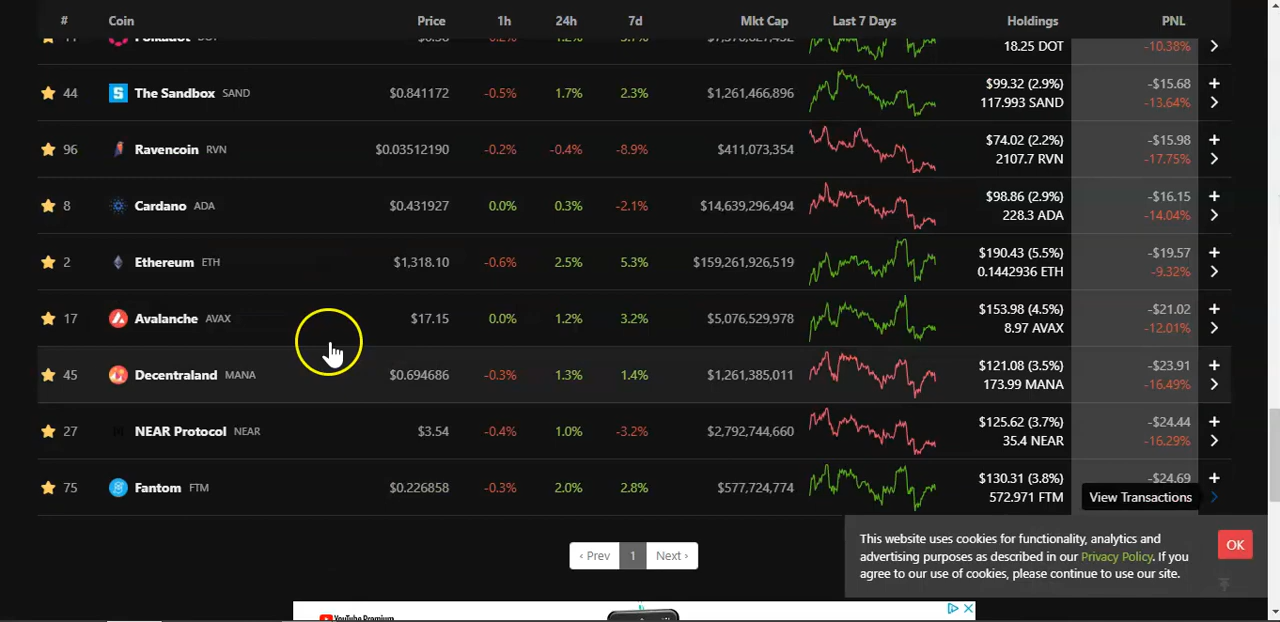 # Coin Price 1h 24h 7d Mkt Cap Last 7 Days Holdings PNL
18.25 DOT -10.38%
44 The Sandbox SAND $0.841172 -0.5% 1.7% 2.3% $1,261,466,896 $99.32 (2.9%) -$15.68
117.993 SAND -13.64%
96 Ravencoin RVN $0.03512190 -0.2% -0.4% -8.9% $411,073,354 $74.02 (2.2%) -$15.98
2107.7 RVN -17.75%
8 Cardano ADA $0.431927 0.0% 0.3% -2.1% $14,639,296,494 $98.86 (2.9%) -$16.15
228.3 ADA -14.04%
2 Ethereum ETH $1,318.10 -0.6% 2.5% 5.3% $159,261,926,519 $190.43 (5.5%) -$19.57
0.1442936 ETH -9.32%
17 Avalanche AVAX $17.15 0.0% 1.2% 3.2% $5,076,529,978 $153.98 (4.5%) -$21.02
8.97 AVAX -12.01%
45 Decentraland MANA $0.694686 -0.3% 1.3% 1.4% $1,261,385,011 $121.08 (3.5%) -$23.91
173.99 MANA -16.49%
27 NEAR Protocol NEAR $3.54 -0.4% 1.0% -3.2% $2,792,744,660 $125.62 (3.7%) -$24.44
35.4 NEAR -16.29%
75 Fantom FTM $0.226858 -0.3% 2.0% 2.8% $577,724,774 $130.31 (3.8%) -$24.69
572.971 FTM View Transactions
‹ Prev 1 Next ›
This website uses cookies for functionality, analytics and
advertising purposes as described in our Privacy Policy. If you
agree to our use of cookies, please continue to use our site.
OK
YouTube Premium